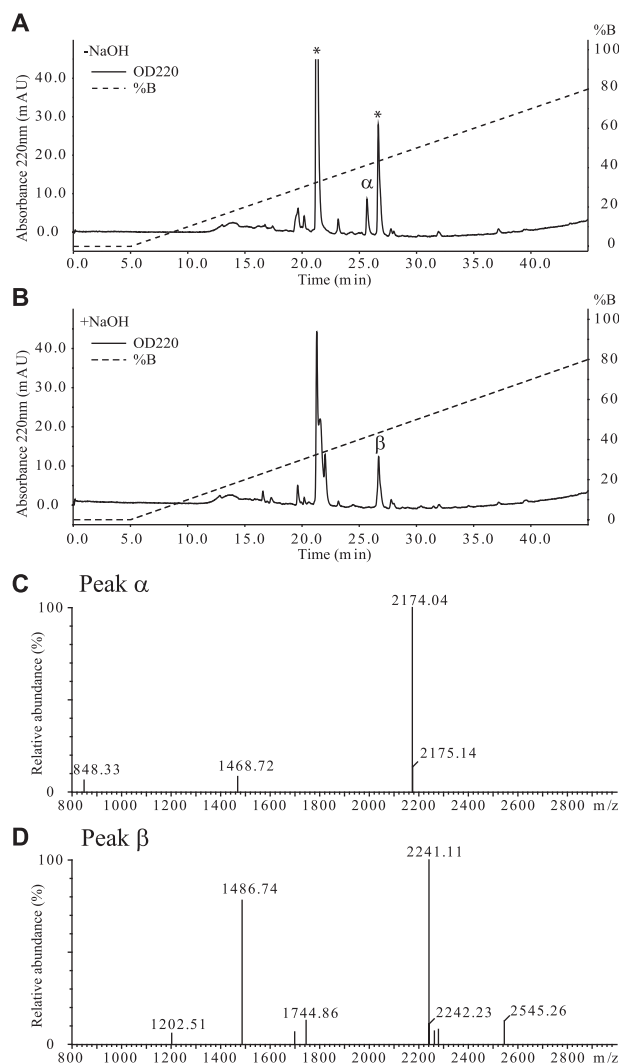 A
-NaOH
OD220
%B
*
*
α
%B
100
80
60
40
20
0
40.0
30.0
20.0
10.0
0.0
Absorbance 220nm (mAU)
0.0 5.0 10.0 15.0 20.0 25.0 30.0 35.0 40.0
Time (min)
B
+NaOH
OD220
%B
β
%B
100
80
60
40
20
0
40.0
30.0
20.0
10.0
0.0
Absorbance 220nm (mAU)
0.0 5.0 10.0 15.0 20.0 25.0 30.0 35.0 40.0
Time (min)
C Peak α
100
0
Relative abundance (%)
2174.04
2175.14
1468.72
848.33
800 1000 1200 1400 1600 1800 2000 2200 2400 2600 2800 m/z
D Peak β
100
0
Relative abundance (%)
2241.11
1486.74
1744.86
2242.23
2545.26
1202.51
800 1000 1200 1400 1600 1800 2000 2200 2400 2600 2800 m/z